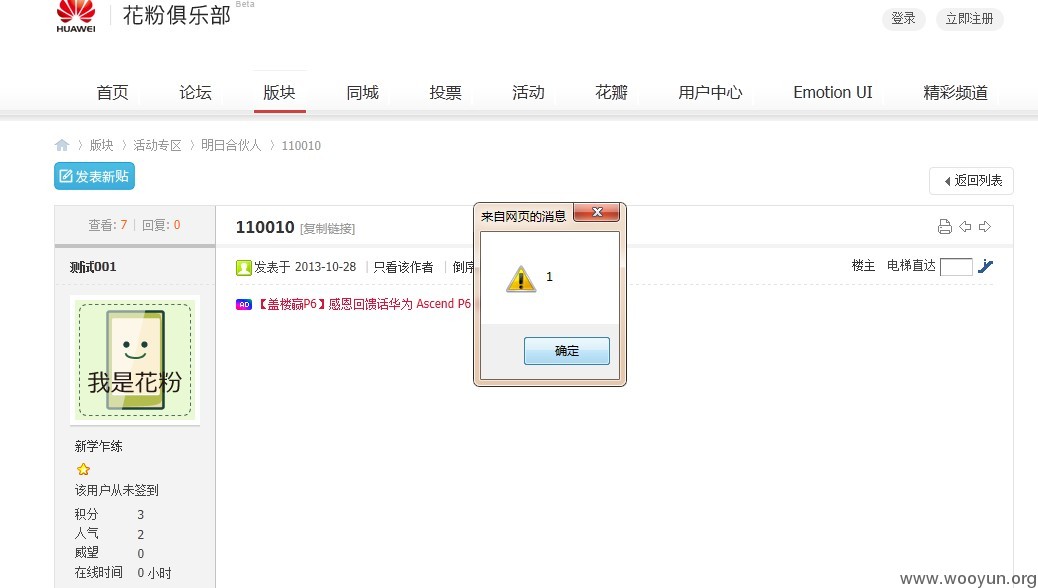 HUAWEI
花粉俱乐部 Beta
登录 立即注册
首页 论坛 版块 同城 投票 活动 花瓣 用户中心 Emotion UI 精彩频道
版块 〉 活动专区 〉 明日合伙人 〉 110010
发表新贴
返回列表
查看: 7 | 回复: 0
110010 [复制链接]
来自网页的消息
1
确定
测试001
发表于 2013-10-28 | 只看该作者 | 倒序
楼主 电梯直达
AD 【盖楼赢P6】感恩回馈话华为 Ascend P6
我是花粉
新学乍练
该用户从未签到
积分 3
人气 2
威望 0
在线时间 0 小时
www.wooyun.org